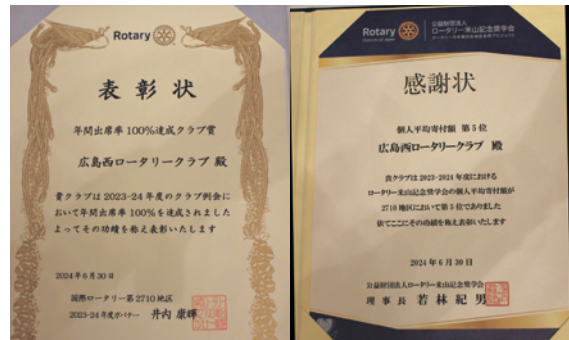 Rotary
表彰状
年間出席率100%達成クラブ賞
広島西ロータリークラブ 殿
貴クラブは2023-24年度のクラブ例会に
おいて年間出席率100%を達成されました
よってその功績を称え表彰いたします
2024年6月30日
国際ロータリー第2710地区
2023-24年度ガバナー 井内 康輝
Rotary
公益財団法人
ロータリー米山記念奨学会
感謝状
個人平均寄付額 第5位
広島西ロータリークラブ 殿
貴クラブは2023-2024年度における
ロータリー米山記念奨学会の個人平均寄付額が
2710地区において第5位でありました
依てここにその功績を称え表彰いたします
2024年6月30日
公益財団法人ロータリー米山記念奨学会
理事長 若林紀男